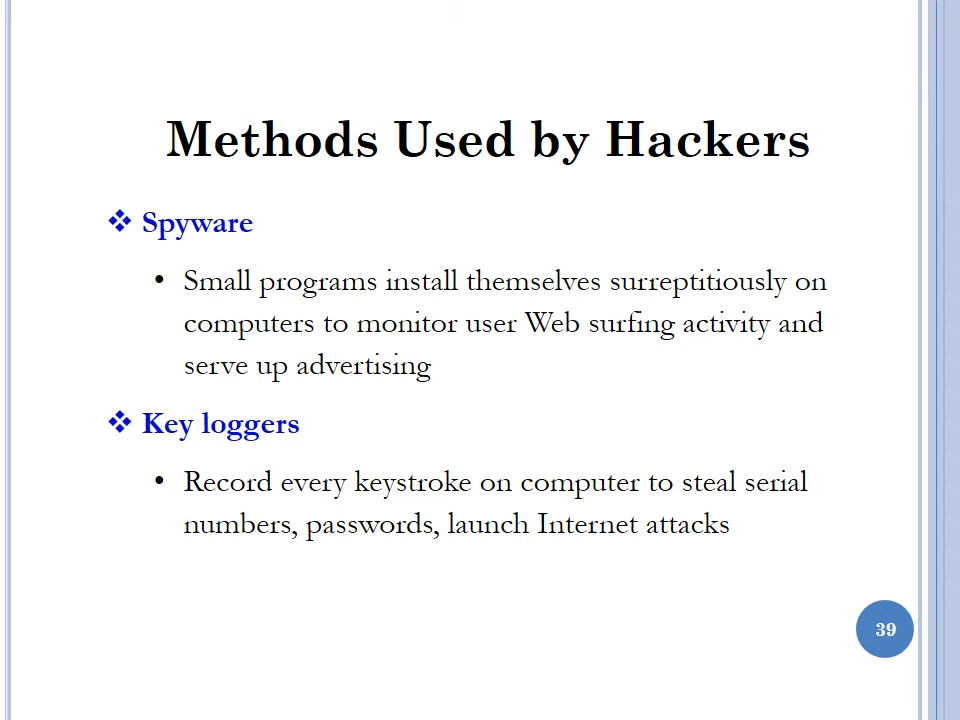 Methods Used by Hackers
❖ Spyware
• Small programs install themselves surreptitiously on
computers to monitor user Web surfing activity and
serve up advertising
❖ Key loggers
• Record every keystroke on computer to steal serial
numbers, passwords, launch Internet attacks
39